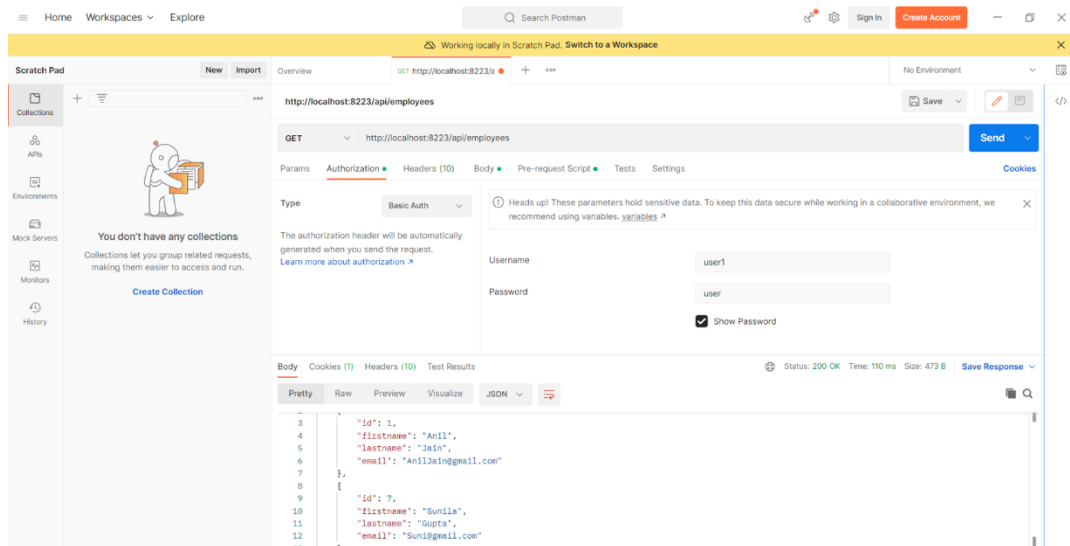 Home Workspaces Explore Search Postman Sign In Create Account
Working locally in Scratch Pad. Switch to a Workspace
Scratch Pad New Import Overview GET http://localhost:8223/a No Environment
Collections
http://localhost:8223/api/employees Save
APIs
GET http://localhost:8223/api/employees Send
Environments
Params Authorization Headers (10) Body Pre-request Script Tests Settings Cookies
Mock Servers
Type Basic Auth
Heads up! These parameters hold sensitive data. To keep this data secure while working in a collaborative environment, we
recommend using variables. variables
You don't have any collections
Collections let you group related requests,
making them easier to access and run.
Create Collection
Monitors
History
The authorization header will be automatically
generated when you send the request.
Learn more about authorization
Username user1
Password user
Show Password
Body Cookies (1) Headers (10) Test Results Status: 200 OK Time: 110 ms Size: 473 B Save Response
Pretty Raw Preview Visualize JSON
3 "id": 1,
4 "firstname": "Anil",
5 "lastname": "Jain",
6 "email": "AnilJain@gmail.com"
7 },
8 {
9 "id": 7,
10 "firstname": "Sunila",
11 "lastname": "Gupta",
12 "email": "Suni@gmail.com"